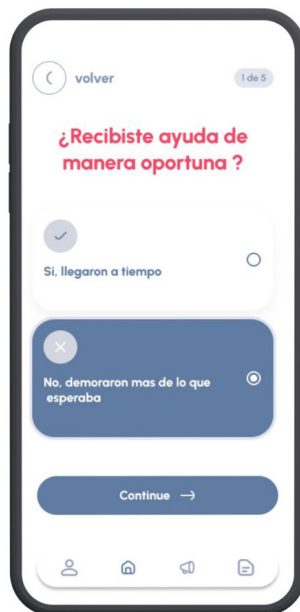 volver
1 de 5
¿Recibiste ayuda de
manera oportuna ?
Si, llegaron a tiempo
No, demoraron mas de lo que
esperaba
Continue →